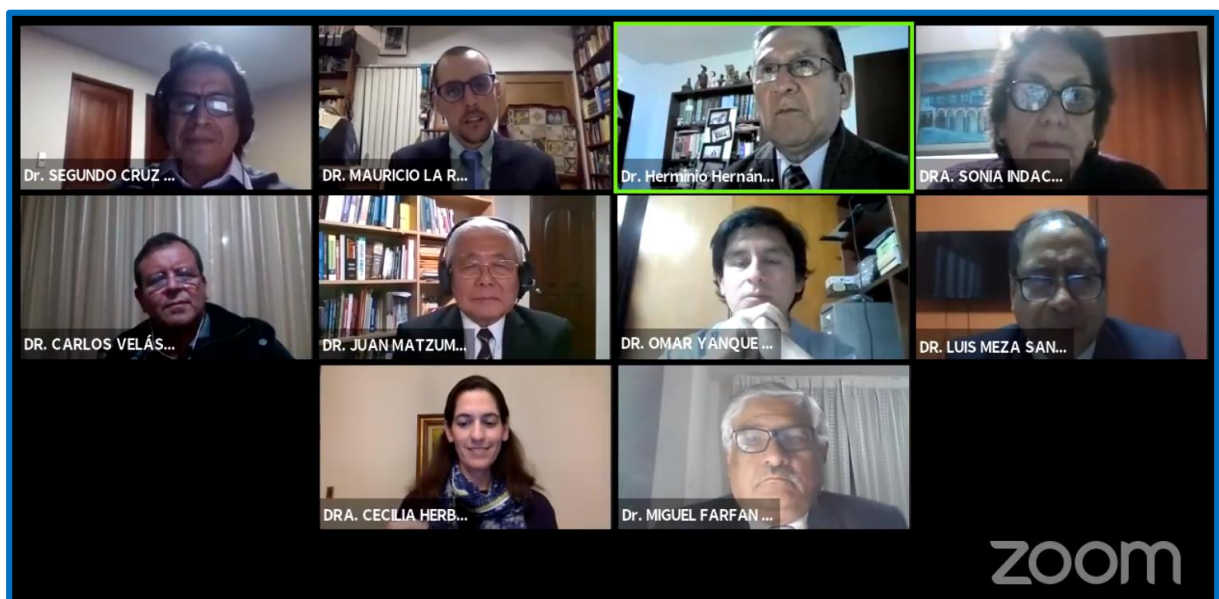 Dr. SEGUNDO CRUZ ...
DR. MAURICIO LA R...
Dr. Herminio Hernán...
DRA. SONIA INDAC...
DR. CARLOS VELÁS...
DR. JUAN MATZUM...
DR. OMAR YANQUE ...
DR. LUIS MEZA SAN...
DRA. CECILIA HERB...
Dr. MIGUEL FARFAN ...
zoom